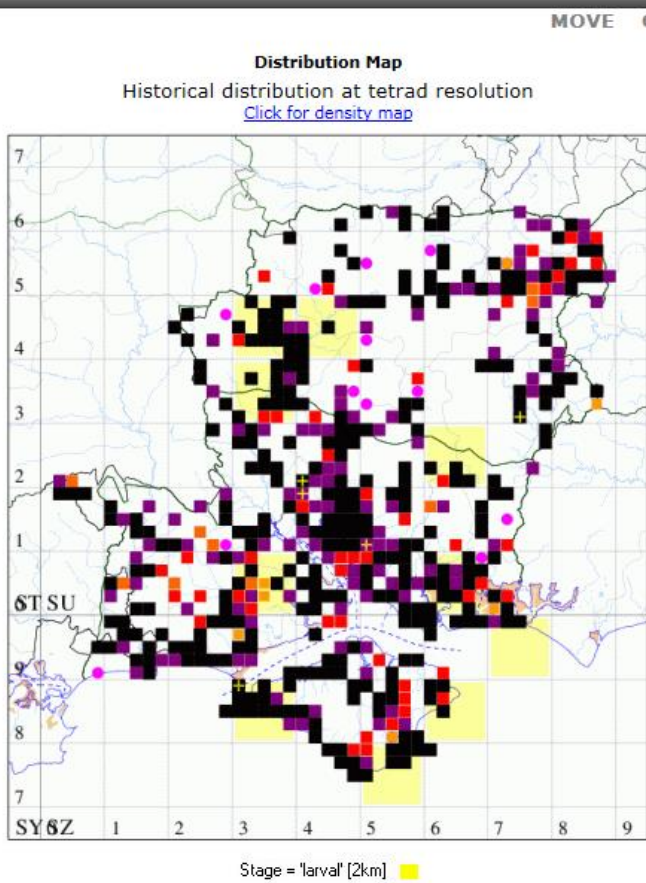 MOVE
Distribution Map
Historical distribution at tetrad resolution
Click for density map
7
6
5
4
3
2
1
ST SU
9
8
7
SY SZ 1 2 3 4 5 6 7 8 9
Stage = 'larval' [2km]